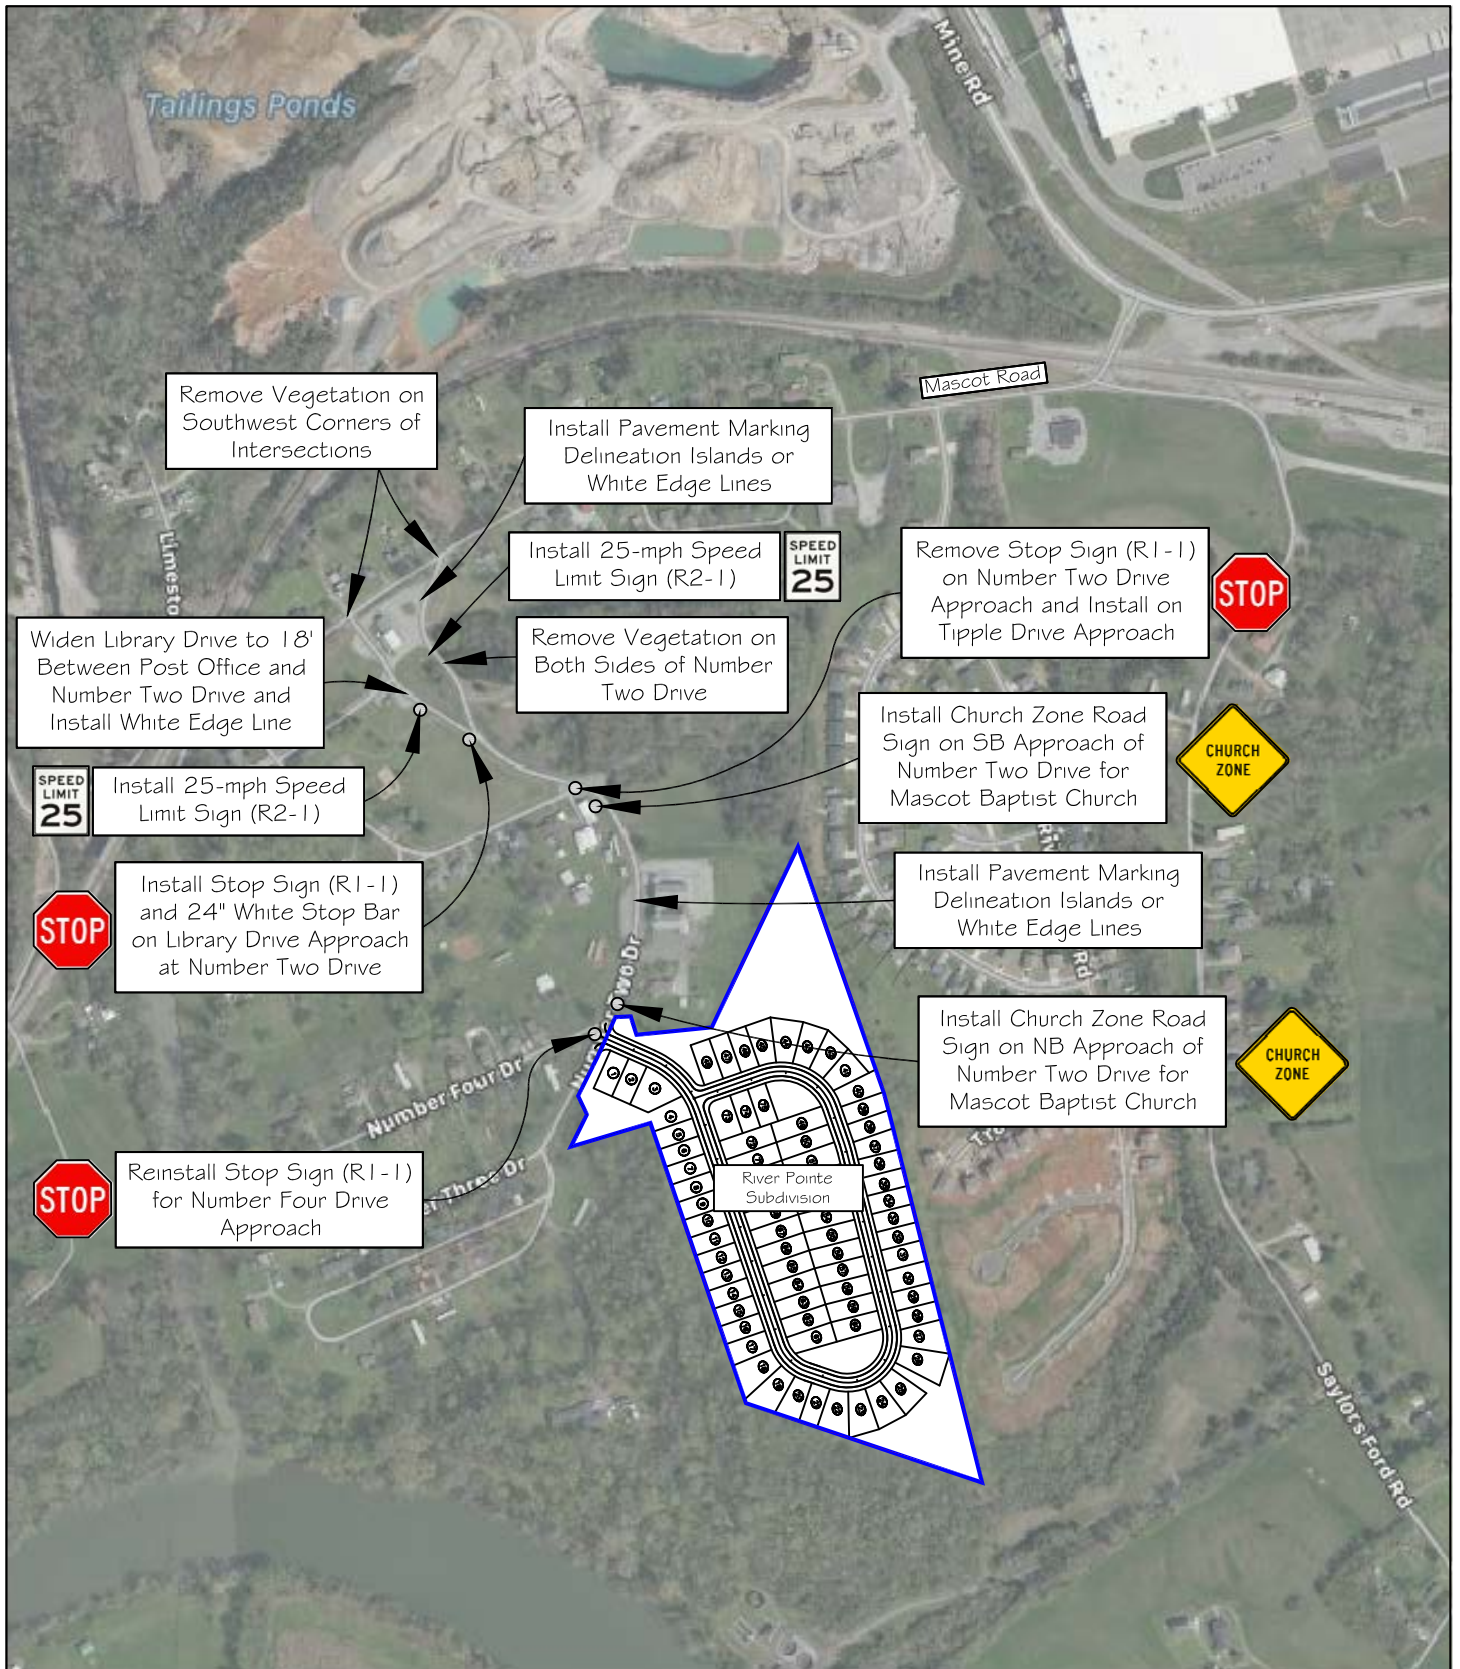 Mine Rd
Tailings Ponds
Mascot Road
Remove Vegetation on
Southwest Corners of
Intersections
Install Pavement Marking
Delineation Islands or
White Edge Lines
Install 25-mph Speed
Limit Sign (R2-1)
SPEED
LIMIT
25
Remove Stop Sign (R1-1)
on Number Two Drive
Approach and Install on
Tipple Drive Approach
STOP
Limesto
Widen Library Drive to 18'
Between Post Office and
Number Two Drive and
Install White Edge Line
Remove Vegetation on
Both Sides of Number
Two Drive
Install Church Zone Road
Sign on SB Approach of
Number Two Drive for
Mascot Baptist Church
CHURCH
ZONE
SPEED
LIMIT
25
Install 25-mph Speed
Limit Sign (R2-1)
Install Stop Sign (R1-1)
and 24" White Stop Bar
on Library Drive Approach
at Number Two Drive
STOP
Install Pavement Marking
Delineation Islands or
White Edge Lines
Rd
Two Dr
Install Church Zone Road
Sign on NB Approach of
Number Two Drive for
Mascot Baptist Church
CHURCH
ZONE
Number Four Dr
er Three Dr
STOP
Reinstall Stop Sign (R1-1)
for Number Four Drive
Approach
River Pointe
Subdivision
Saylors Ford Rd